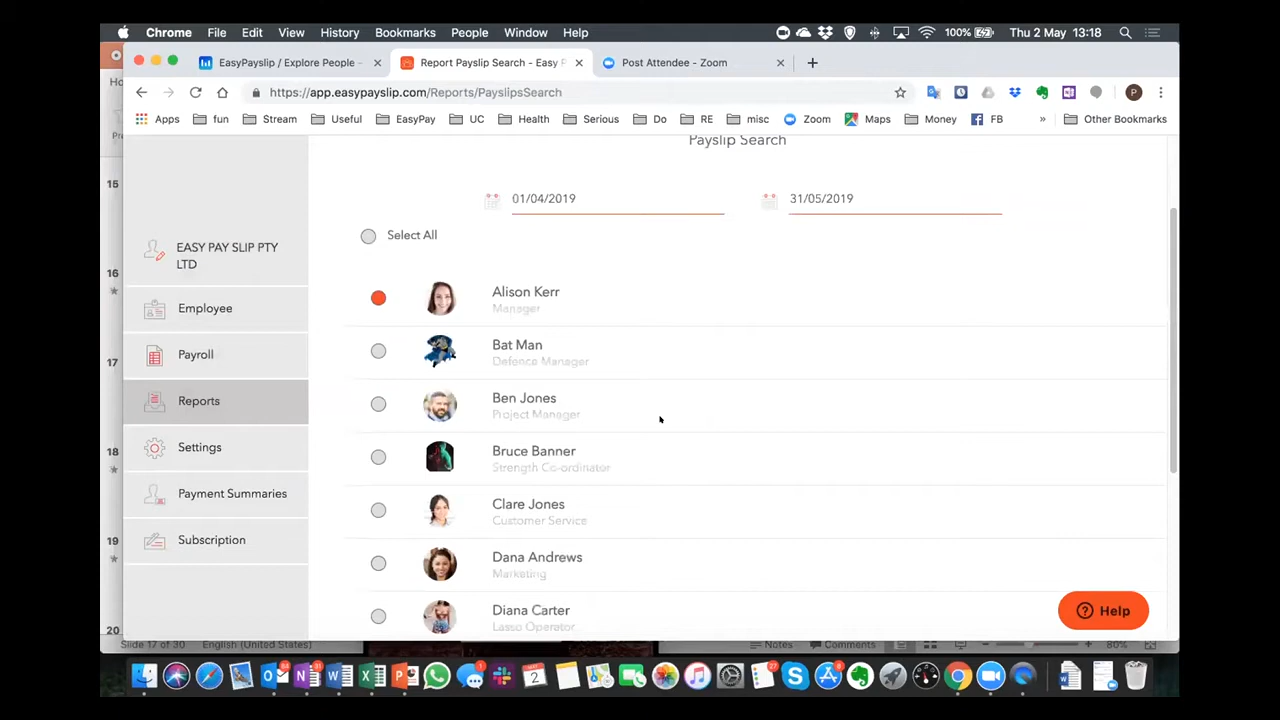 Chrome File Edit View History Bookmarks People Window Help 100% Thu 2 May 13:18
EasyPayslip / Explore People - Report Payslip Search - Easy P Post Attendee - Zoom
https://app.easypayslip.com/Reports/PayslipsSearch
Apps fun Stream Useful EasyPay UC Health Serious Do RE misc Zoom Maps Money FB » Other Bookmarks
Payslip Search
01/04/2019 31/05/2019
Select All
EASY PAY SLIP PTY
LTD
Employee
Payroll
Reports
Settings
Payment Summaries
Subscription
Alison Kerr
Manager
Bat Man
Defence Manager
Ben Jones
Project Manager
Bruce Banner
Strength Co-ordinator
Clare Jones
Customer Service
Dana Andrews
Marketing
Diana Carter
Lasso Operator
Help
15
16
17
18
19
20
Slide 17 of 30 English (United States) Notes Comments 80%